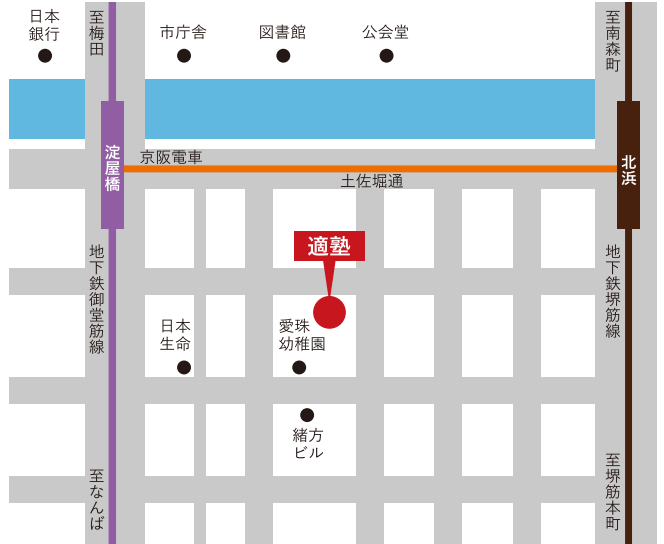 日本
銀行
至梅田
市庁舎
図書館
公会堂
至南森町
淀屋橋
京阪電車
土佐堀通
北浜
適塾
地下鉄御堂筋線
地下鉄堺筋線
日本
生命
愛珠
幼稚園
緒方
ビル
至なんば
至堺筋本町